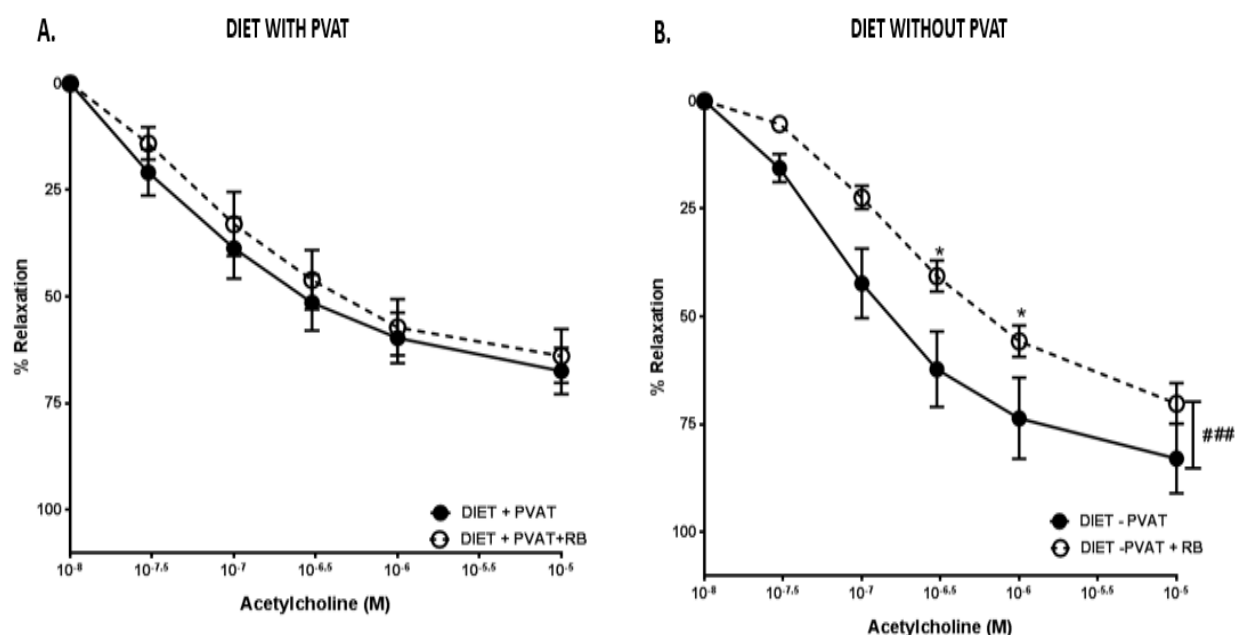 A.
DIET WITH PVAT
0
25
50
75
100
% Relaxation
10-8
10-7.5
10-7
10-6.5
10-6
10-5.5
10-5
Acetylcholine (M)
DIET + PVAT
DIET + PVAT+RB
B.
DIET WITHOUT PVAT
0
25
50
75
100
% Relaxation
*
*
###
10-8
10-7.5
10-7
10-6.5
10-6
10-5.5
10-5
Acetylcholine (M)
DIET - PVAT
DIET -PVAT + RB